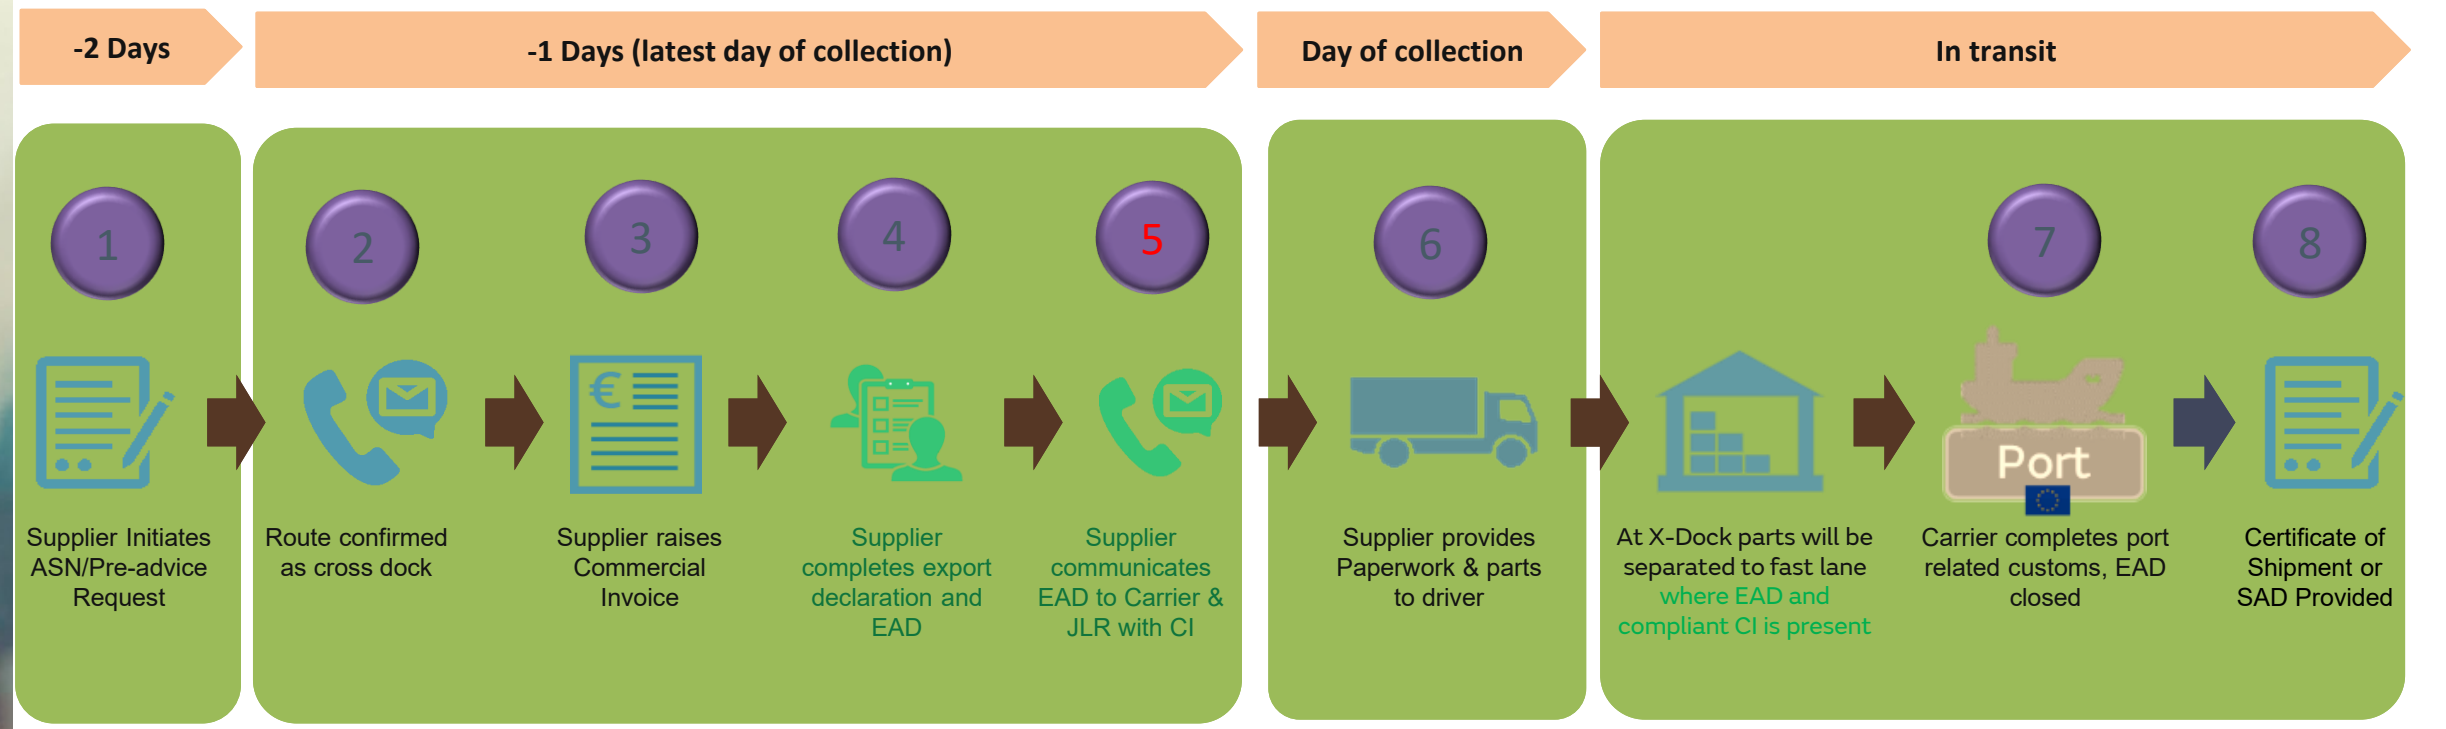 -2 Days
-1 Days (latest day of collection)
Day of collection
In transit
1
2
3
4
5
6
7
8
€
Port
Supplier Initiates
ASN/Pre-advice
Request
Route confirmed
as cross dock
Supplier raises
Commercial
Invoice
Supplier
completes export
declaration and
EAD
Supplier
communicates
EAD to Carrier &
JLR with CI
Supplier provides
Paperwork & parts
to driver
At X-Dock parts will be
separated to fast lane
where EAD and
compliant CI is present
Carrier completes port
related customs, EAD
closed
Certificate of
Shipment or
SAD Provided